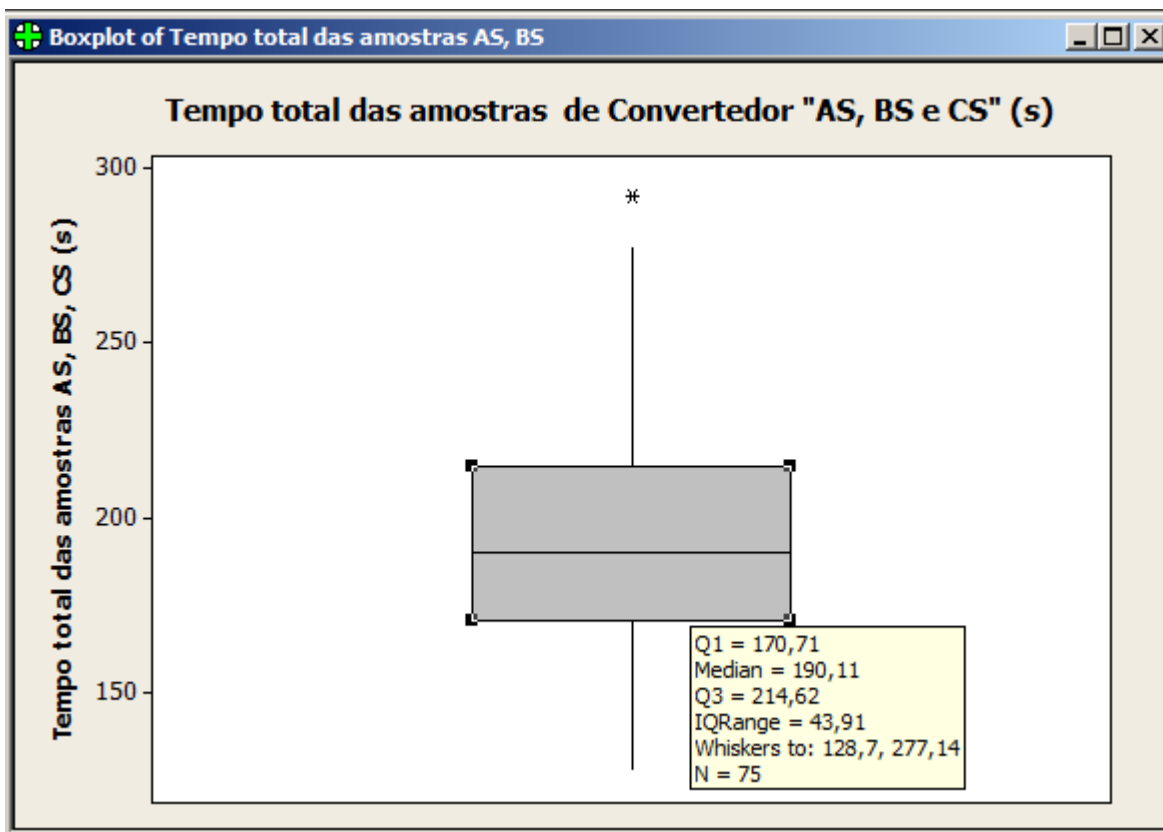 Boxplot of Tempo total das amostras AS, BS
Tempo total das amostras de Convertedor "AS, BS e CS" (s)
Tempo total das amostras AS, BS, CS (s)
300
250
200
150
Q1 = 170,71
Median = 190,11
Q3 = 214,62
IQRange = 43,91
Whiskers to: 128,7, 277,14
N = 75